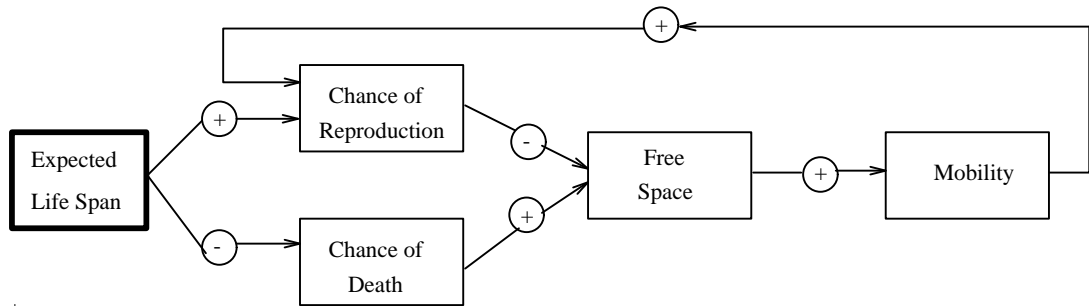 +
Chance of
Reproduction
+
-
Expected
Life Span
Free
Space
+
Mobility
+
-
Chance of
Death